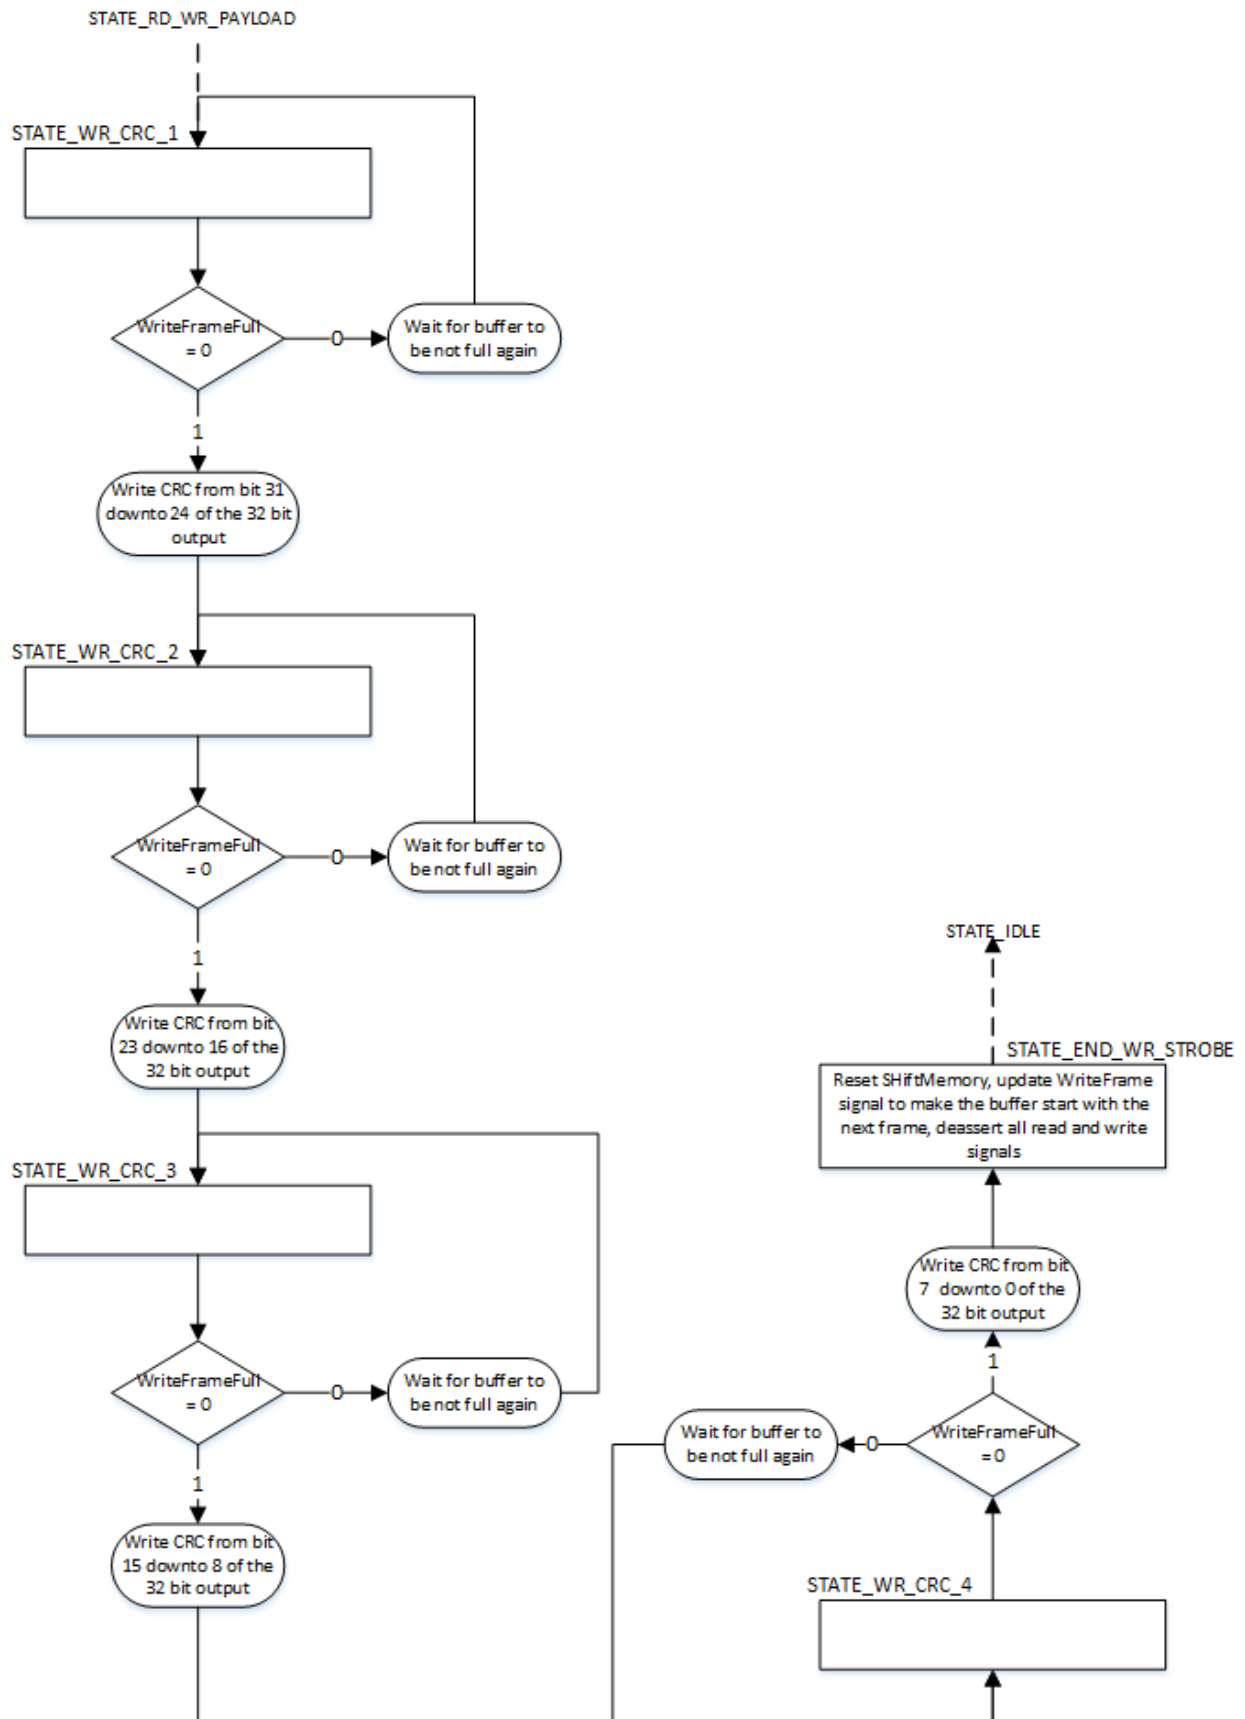 STATE_RD_WR_PAYLOAD
STATE_WR_CRC_1
WriteFrameFull
= 0
0
Wait for buffer to
be not full again
1
Write CRC from bit 31
downto 24 of the 32 bit
output
STATE_WR_CRC_2
WriteFrameFull
= 0
0
Wait for buffer to
be not full again
1
Write CRC from bit
23 downto 16 of the
32 bit output
STATE_WR_CRC_3
WriteFrameFull
= 0
0
Wait for buffer to
be not full again
1
Write CRC from bit
15 downto 8 of the
32 bit output
STATE_IDLE
STATE_END_WR_STROBE
Reset SHiftMemory, update WriteFrame
signal to make the buffer start with the
next frame, deassert all read and write
signals
Write CRC from bit
7 downto 0 of the
32 bit output
1
WriteFrameFull
= 0
0
Wait for buffer to
be not full again
STATE_WR_CRC_4